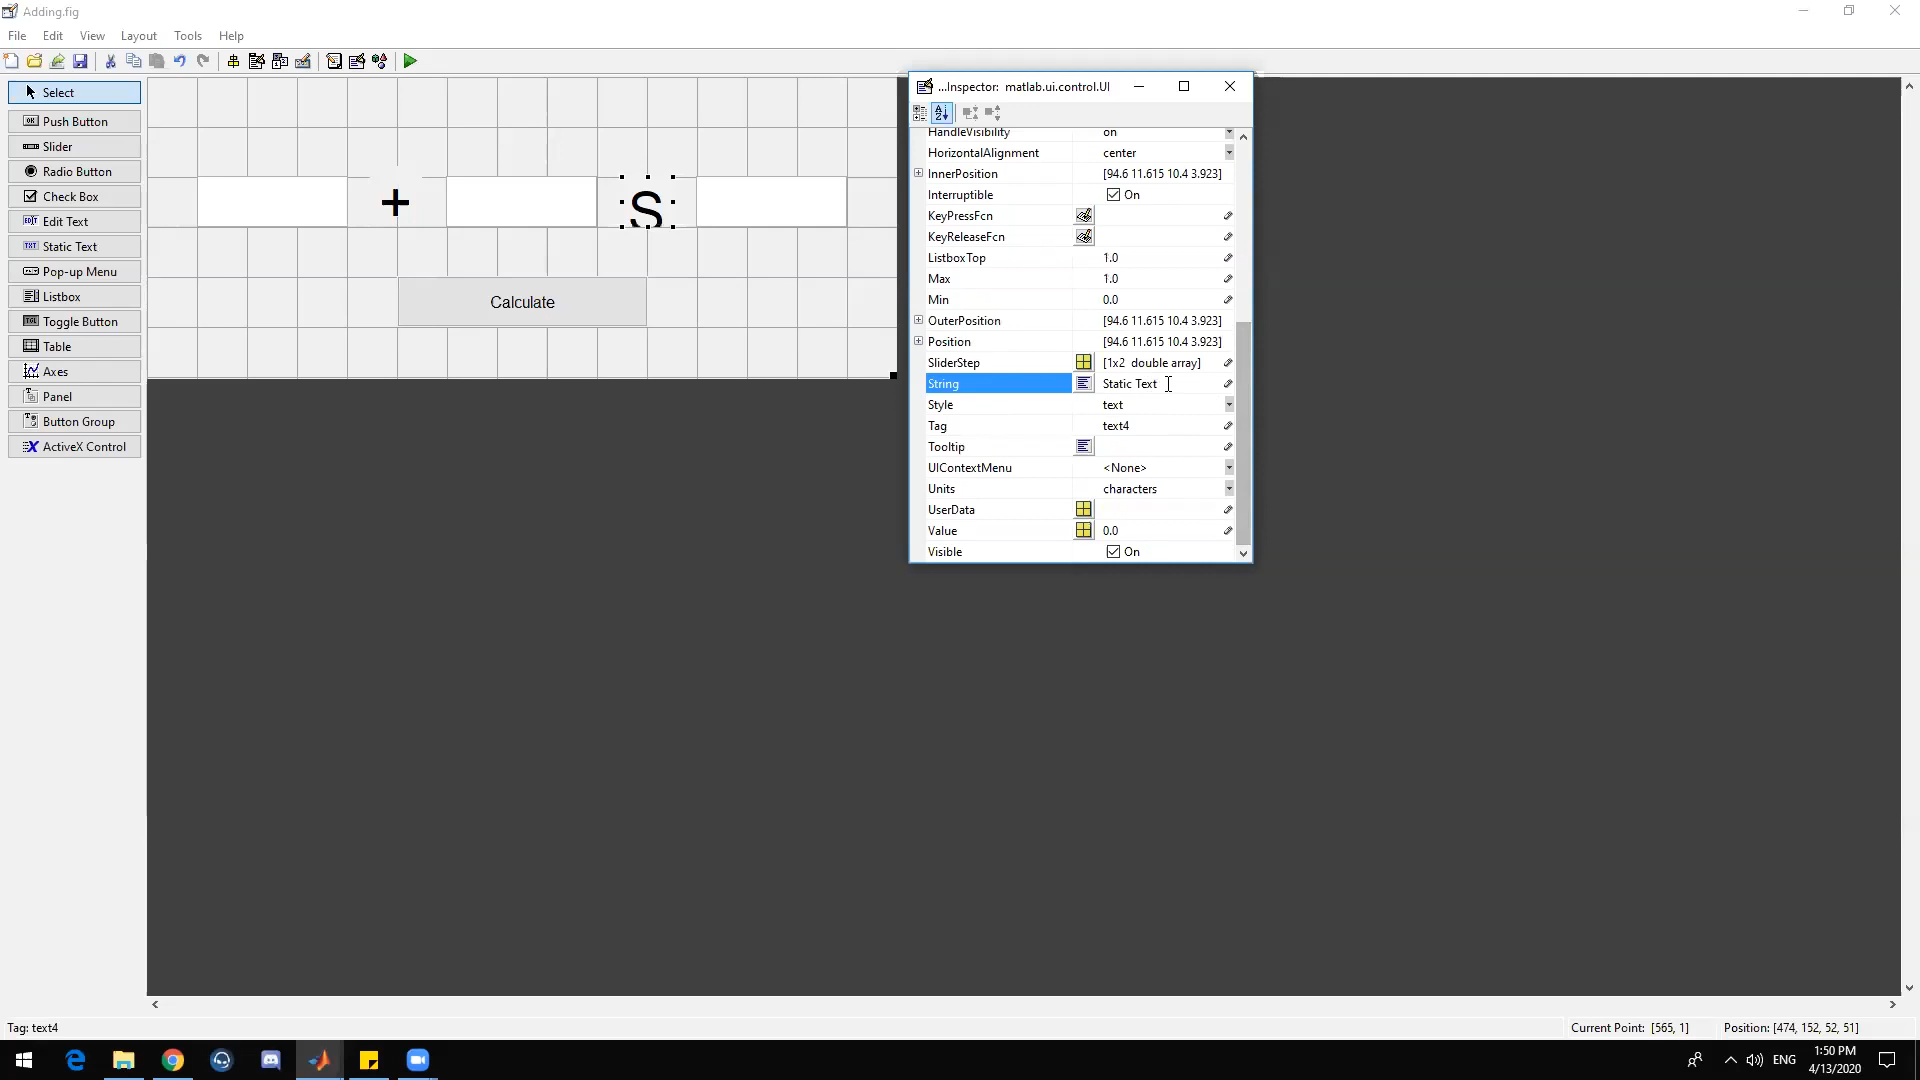 Adding.fig
File Edit View Layout Tools Help
Select
OK Push Button
Slider
Radio Button
Check Box
EDIT Edit Text
TXT Static Text
Pop-up Menu
Listbox
TGL Toggle Button
Table
Axes
Panel
Button Group
X ActiveX Control
+ S
Calculate
...Inspector: matlab.ui.control.UI
HandleVisibility on
HorizontalAlignment center
InnerPosition [94.6 11.615 10.4 3.923]
Interruptible On
KeyPressFcn
KeyReleaseFcn
ListboxTop 1.0
Max 1.0
Min 0.0
OuterPosition [94.6 11.615 10.4 3.923]
Position [94.6 11.615 10.4 3.923]
SliderStep [1x2 double array]
String Static Text
Style text
Tag text4
Tooltip
UIContextMenu <None>
Units characters
UserData
Value 0.0
Visible On
Tag: text4 Current Point: [565, 1] Position: [474, 152, 52, 51]
ENG 1:50 PM
4/13/2020